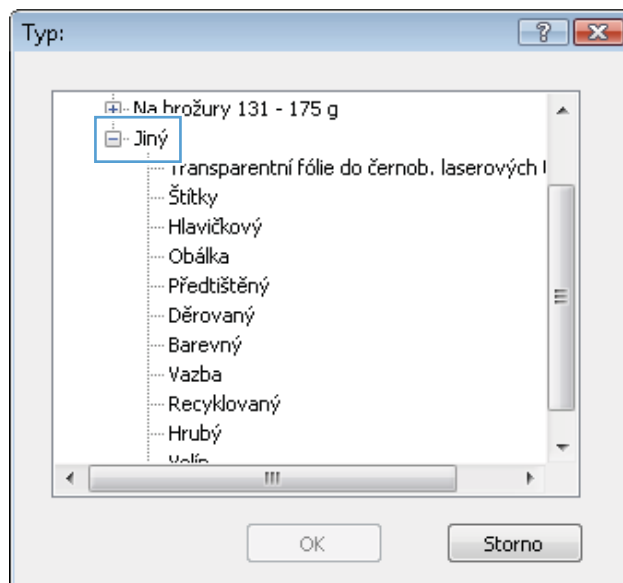 Typ:
Na brožury 131 - 175 g
Jiný
Transparentní fólie do černob. laserových
Štítky
Hlavičkový
Obálka
Předtištěný
Děrovaný
Barevný
Vazba
Recyklovaný
Hrubý
Velín
OK
Storno